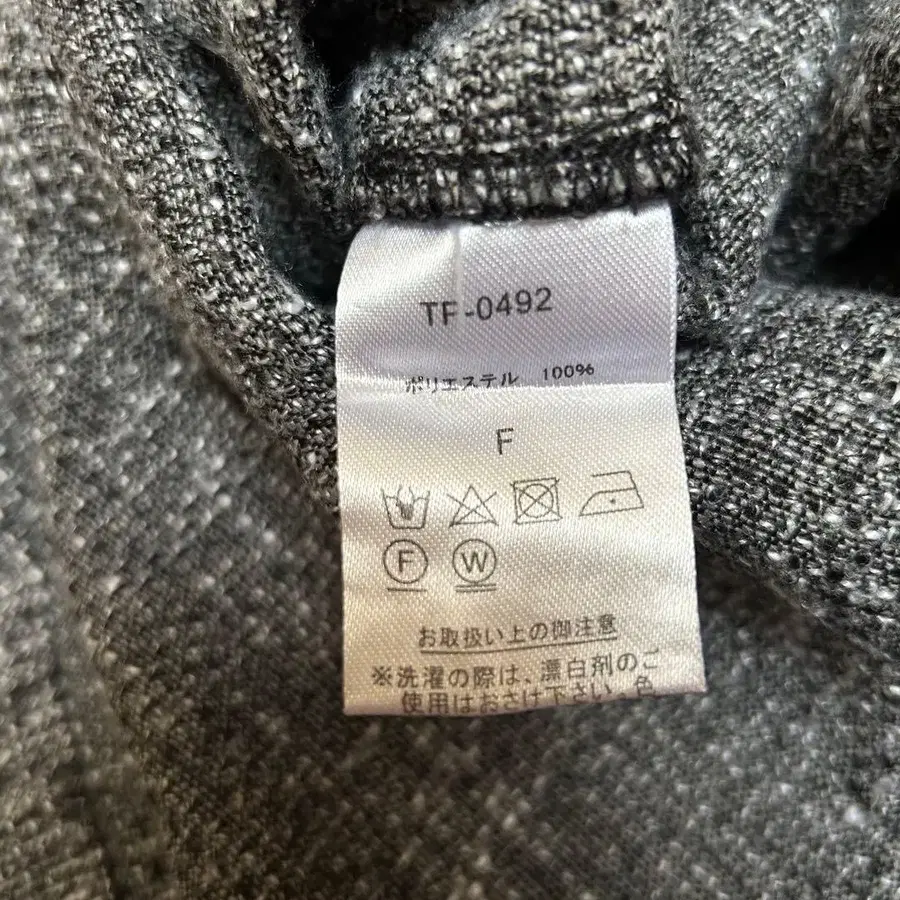 TF-0492
ポリエステル 100%
F
F W
お取扱い上の御注意
※洗濯の際は、漂白剤のご
使用はおさけ下さい。色